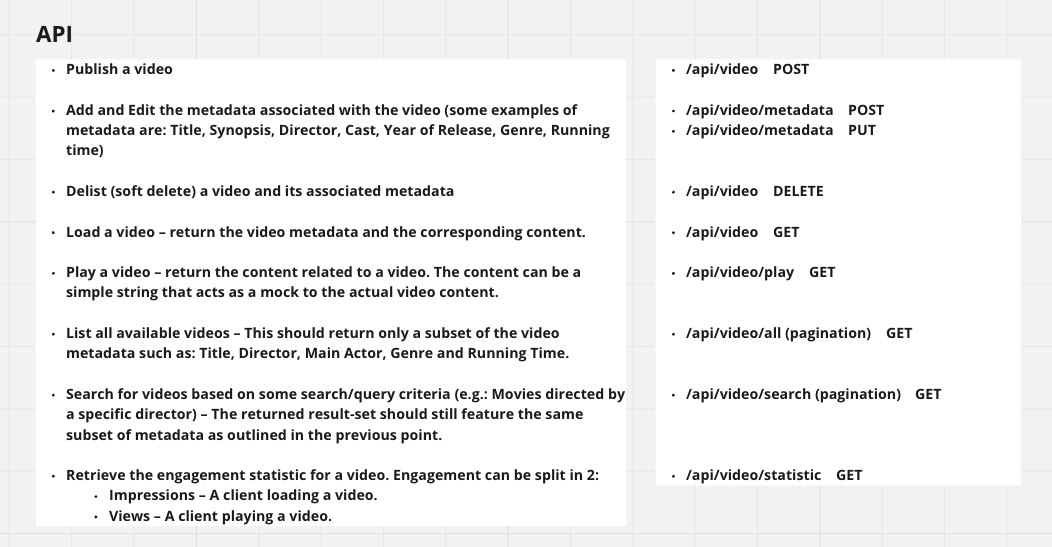 API
• Publish a video
• Add and Edit the metadata associated with the video (some examples of
metadata are: Title, Synopsis, Director, Cast, Year of Release, Genre, Running
time)
• Delist (soft delete) a video and its associated metadata
• Load a video – return the video metadata and the corresponding content.
• Play a video – return the content related to a video. The content can be a
simple string that acts as a mock to the actual video content.
• List all available videos – This should return only a subset of the video
metadata such as: Title, Director, Main Actor, Genre and Running Time.
• Search for videos based on some search/query criteria (e.g.: Movies directed by
a specific director) – The returned result-set should still feature the same
subset of metadata as outlined in the previous point.
• Retrieve the engagement statistic for a video. Engagement can be split in 2:
• Impressions – A client loading a video.
• Views – A client playing a video.
• /api/video POST
• /api/video/metadata POST
• /api/video/metadata PUT
• /api/video DELETE
• /api/video GET
• /api/video/play GET
• /api/video/all (pagination) GET
• /api/video/search (pagination) GET
• /api/video/statistic GET